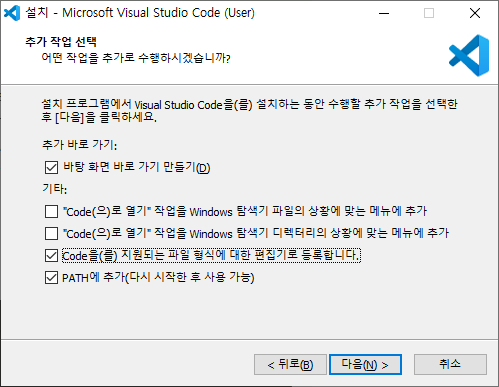 설치 - Microsoft Visual Studio Code (User)
추가 작업 선택
어떤 작업을 추가로 수행하시겠습니까?
설치 프로그램에서 Visual Studio Code을(를) 설치하는 동안 수행할 추가 작업을 선택한
후 [다음]을 클릭하세요.
추가 바로 가기:
바탕 화면 바로 가기 만들기(D)
기타:
"Code(으)로 열기" 작업을 Windows 탐색기 파일의 상황에 맞는 메뉴에 추가
"Code(으)로 열기" 작업을 Windows 탐색기 디렉터리의 상황에 맞는 메뉴에 추가
Code을(를) 지원되는 파일 형식에 대한 편집기로 등록합니다.
PATH에 추가(다시 시작한 후 사용 가능)
< 뒤로(B)
다음(N) >
취소